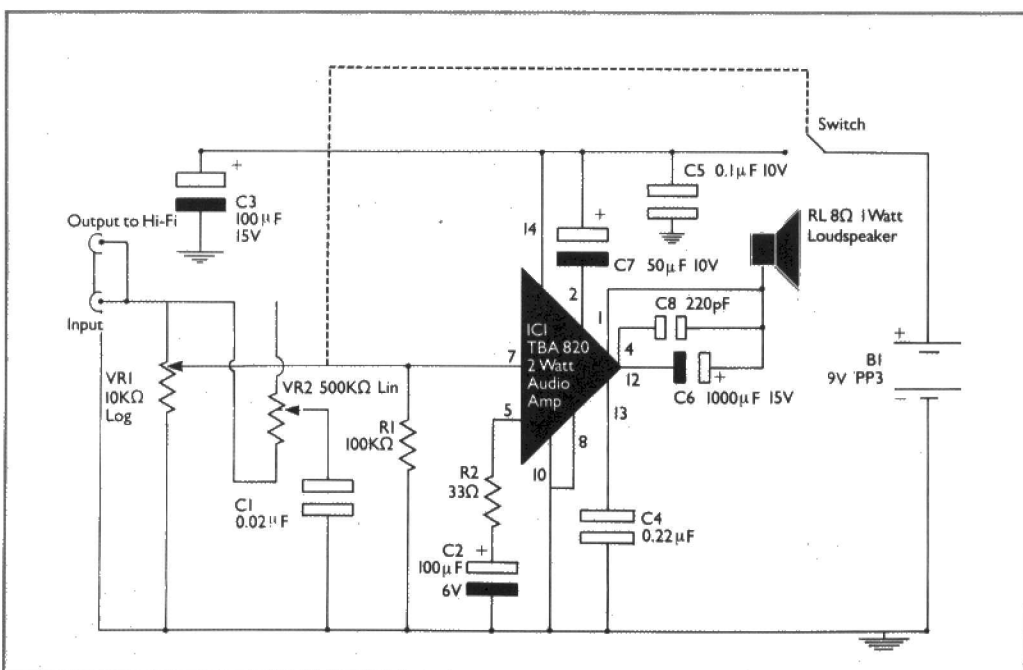 Switch
+
C3
100µF
15V
Output to Hi-Fi
Input
14
+
C7 50µF 10V
2
C5 0.1µF 10V
RL 8Ω 1Watt
Loudspeaker
1
C8 220pF
IC1
TBA 820
2 Watt
Audio
Amp
7
4
12
C6
+
1000µF 15V
+
B1
9V PP3
–
VR1
10KΩ
Log
VR2 500KΩ Lin
R1
100KΩ
5
13
8
10
R2
33Ω
C1
0.02µF
C4
0.22µF
C2
+
100µF
6V